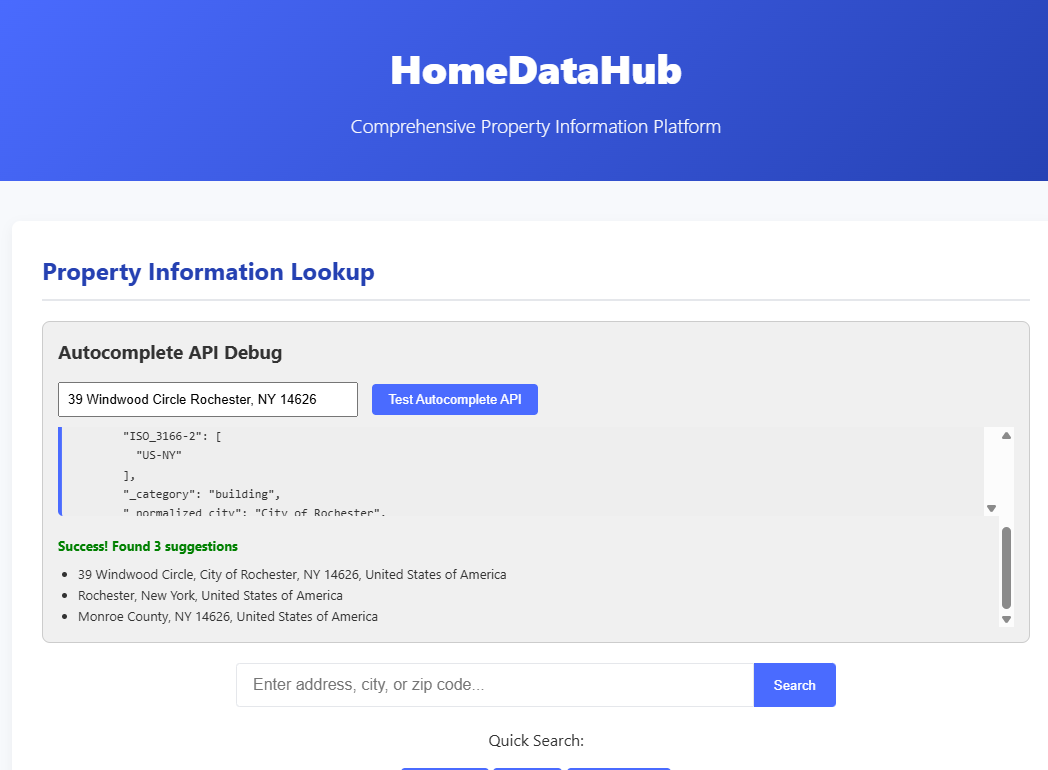 HomeDataHub
Comprehensive Property Information Platform
Property Information Lookup
Autocomplete API Debug
39 Windwood Circle Rochester, NY 14626
Test Autocomplete API
"ISO_3166-2": [
"US-NY"
],
"_category": "building",
"_normalized_city": "City of Rochester",
Success! Found 3 suggestions
39 Windwood Circle, City of Rochester, NY 14626, United States of America
Rochester, New York, United States of America
Monroe County, NY 14626, United States of America
Enter address, city, or zip code...
Search
Quick Search: